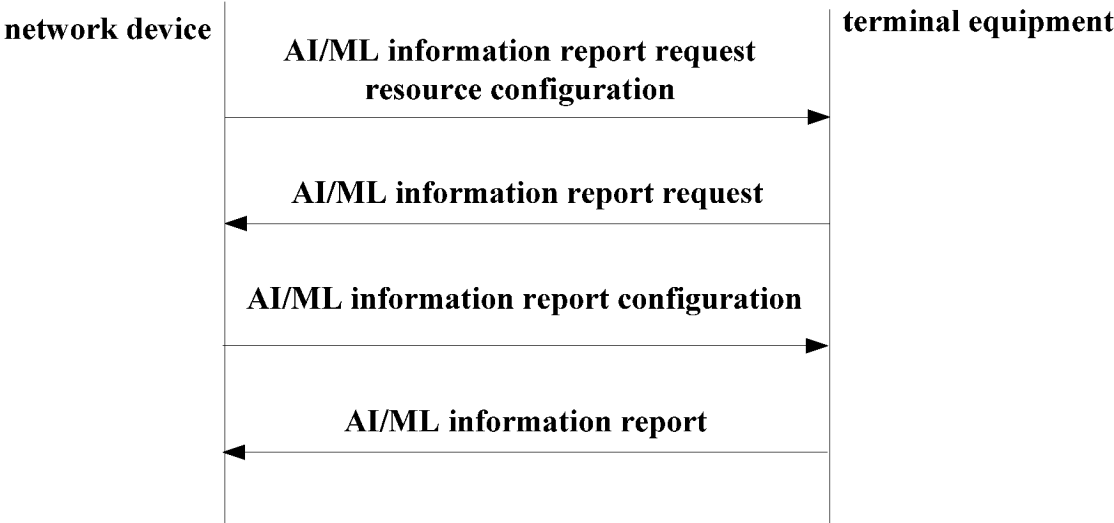 network device
terminal equipment
AI/ML information report request
resource configuration
AI/ML information report request
AI/ML information report configuration
AI/ML information report